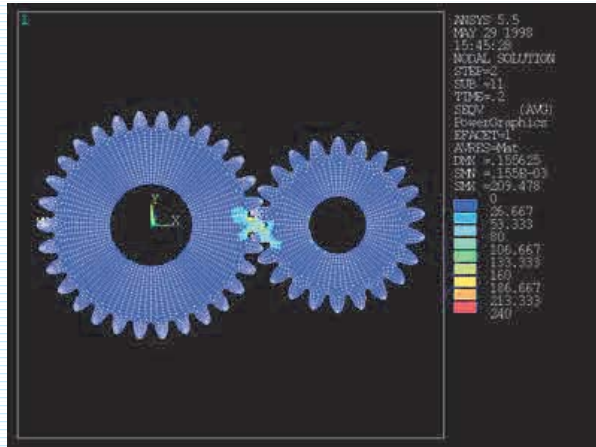 1
ANSYS 5.5
MAY 29 1998
15:45:28
NODAL SOLUTION
STEP=2
SUB =11
TIME=.2
SEQV (AVG)
PowerGraphics
EFACET=1
AVRES=Mat
DMX =.155625
SMN =.155E-03
SMX =209.478
0
26.667
53.333
80
106.667
133.333
160
186.667
213.333
240
Y
X